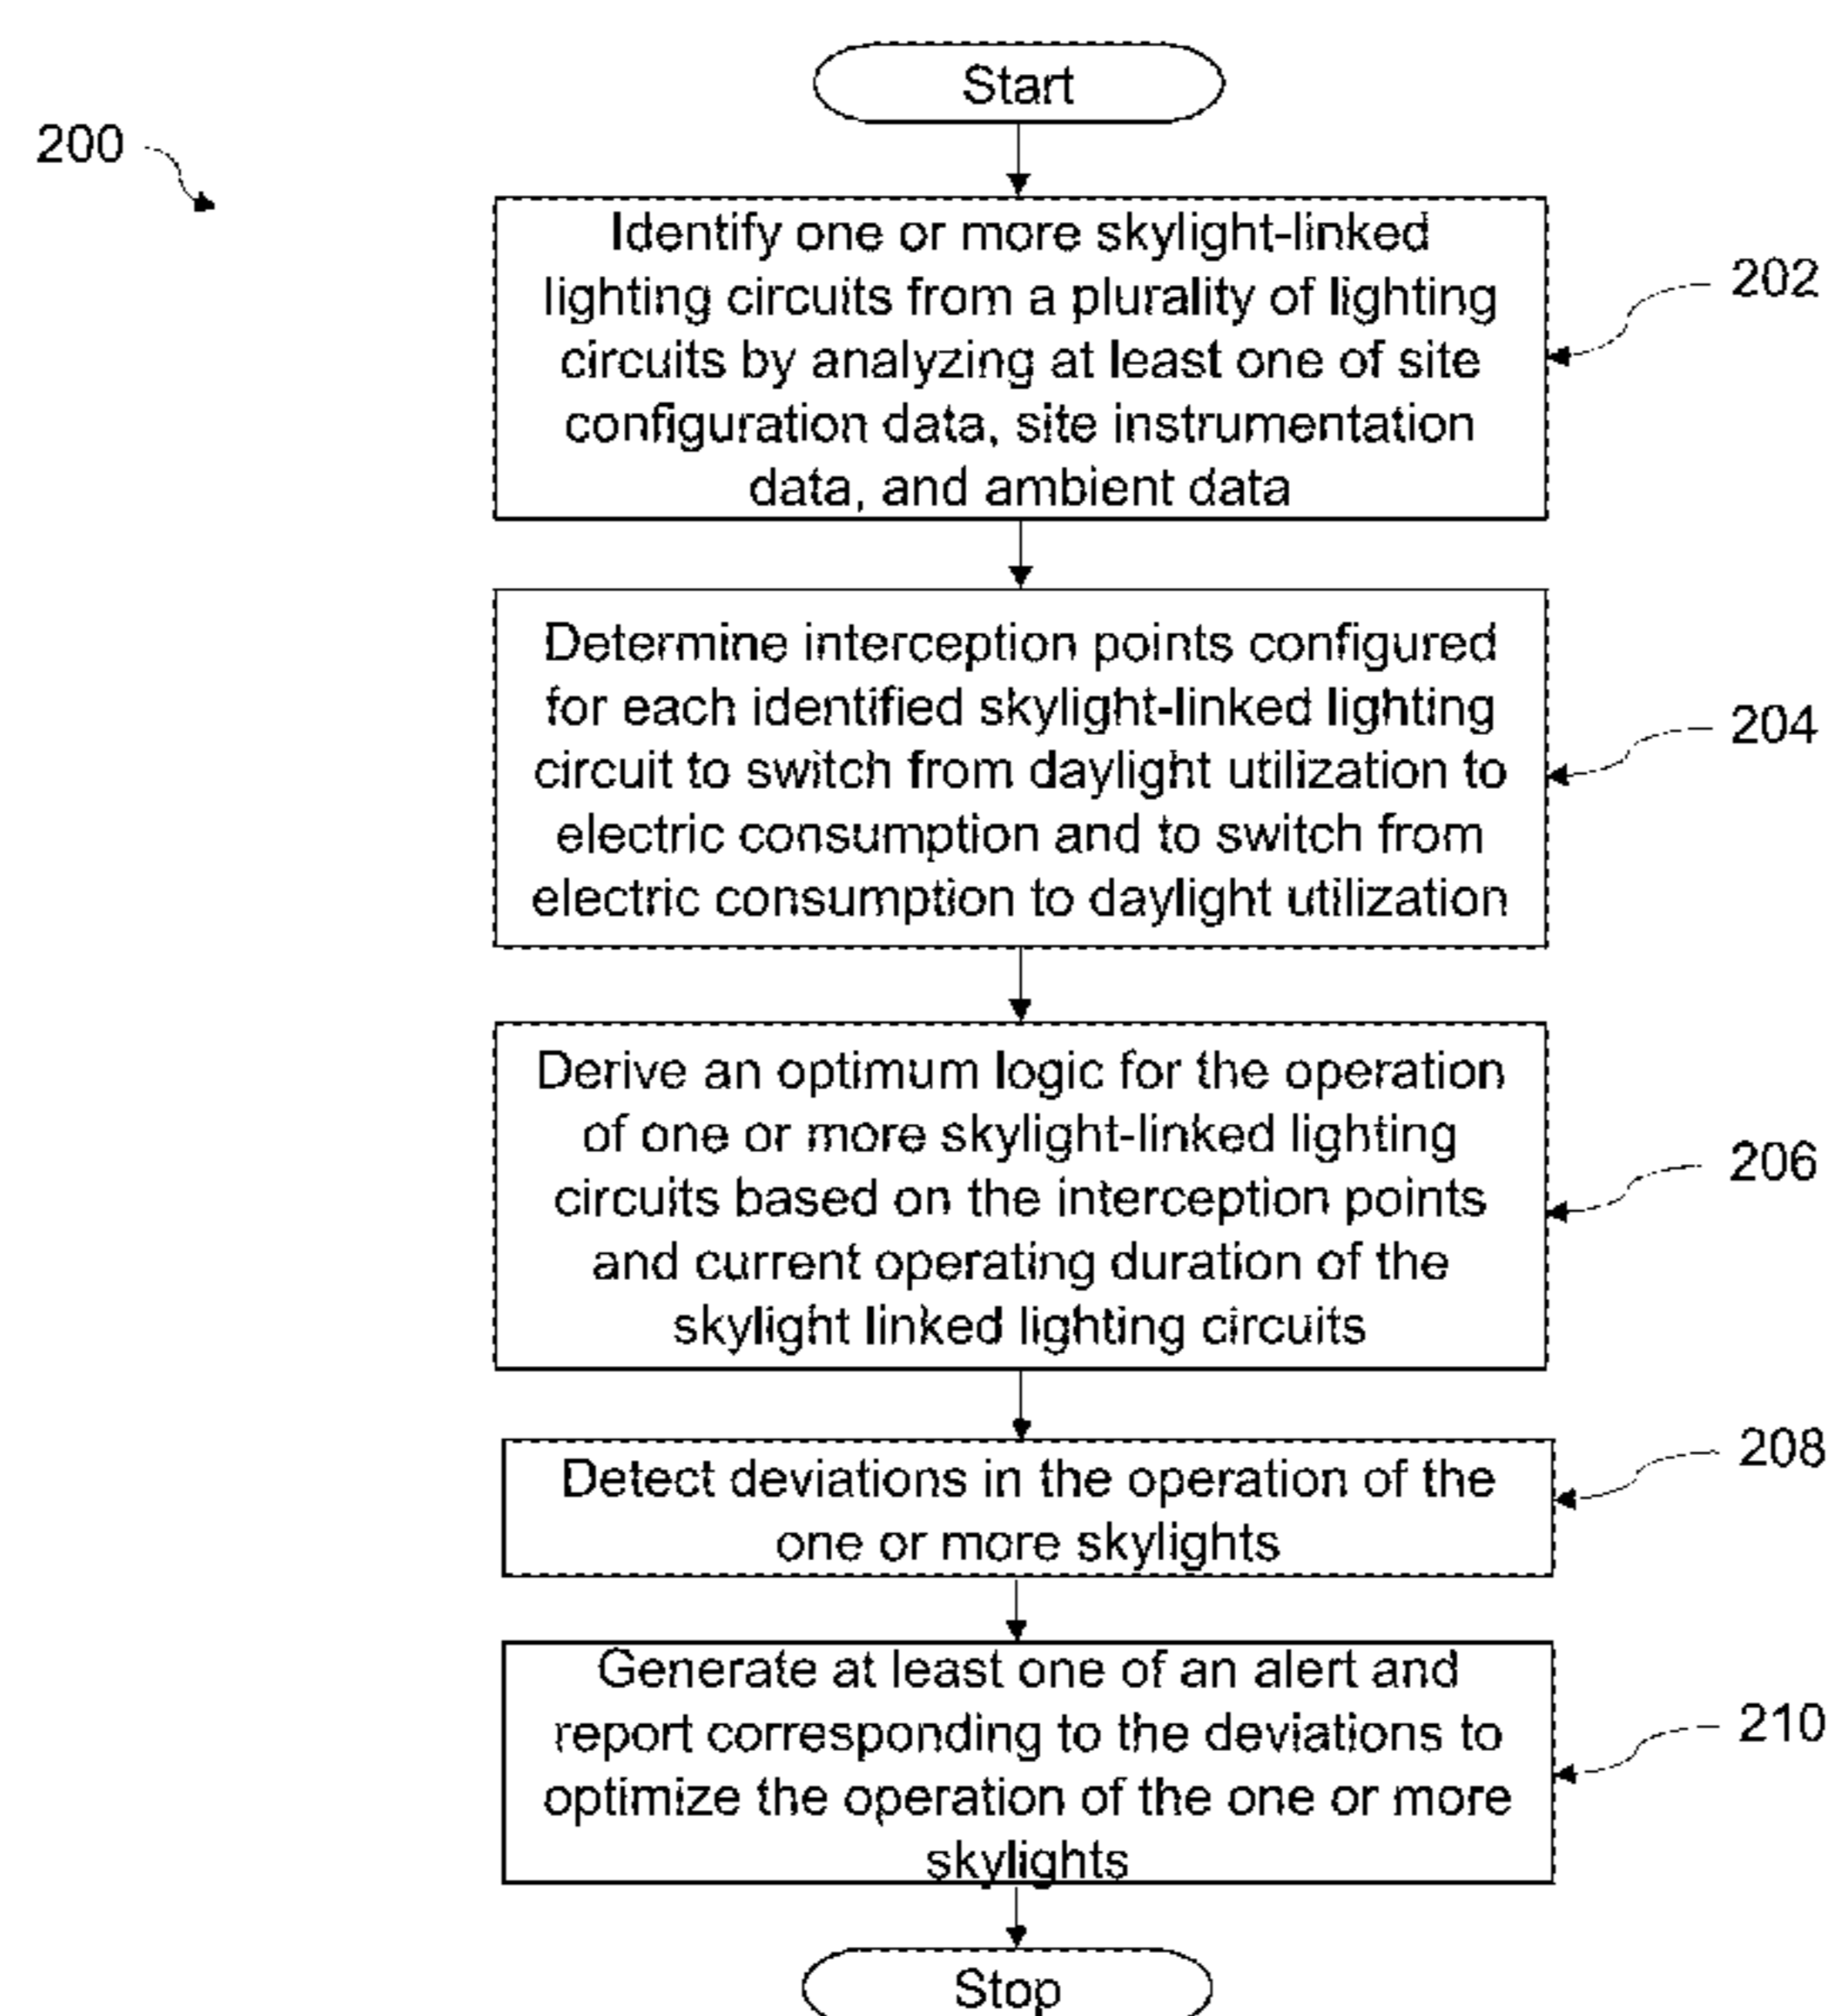 Start
200
Identify one or more skylight-linked
lighting circuits from a plurality of lighting
circuits by analyzing at least one of site
configuration data, site instrumentation
data, and ambient data
202
Determine interception points configured
for each identified skylight-linked lighting
circuit to switch from daylight utilization to
electric consumption and to switch from
electric consumption to daylight utilization
204
Derive an optimum logic for the operation
of one or more skylight-linked lighting
circuits based on the interception points
and current operating duration of the
skylight linked lighting circuits
206
Detect deviations in the operation of the
one or more skylights
208
Generate at least one of an alert and
report corresponding to the deviations to
optimize the operation of the one or more
skylights
210
Stop